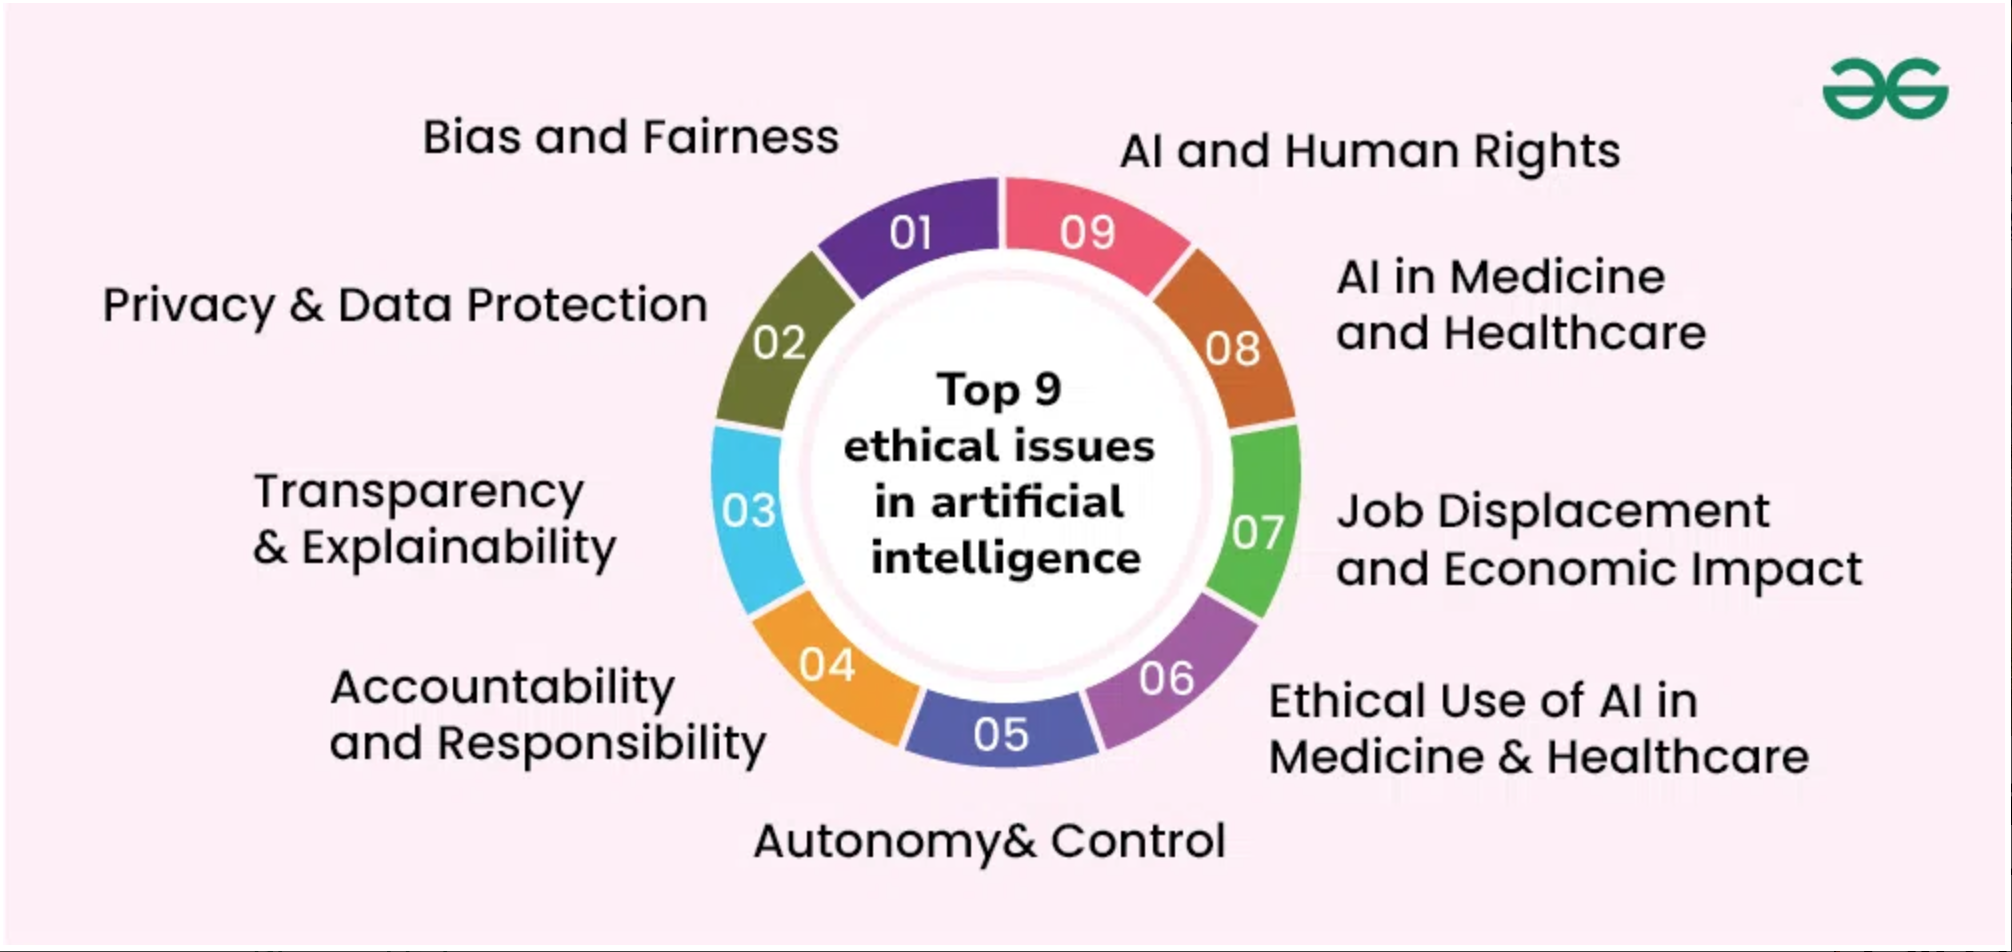 Bias and Fairness
01
Privacy & Data Protection
02
Transparency
& Explainability
03
Accountability
and Responsibility
04
Autonomy& Control
05
Ethical Use of AI in
Medicine & Healthcare
06
Job Displacement
and Economic Impact
07
AI in Medicine
and Healthcare
08
AI and Human Rights
09
Top 9
ethical issues
in artificial
intelligence